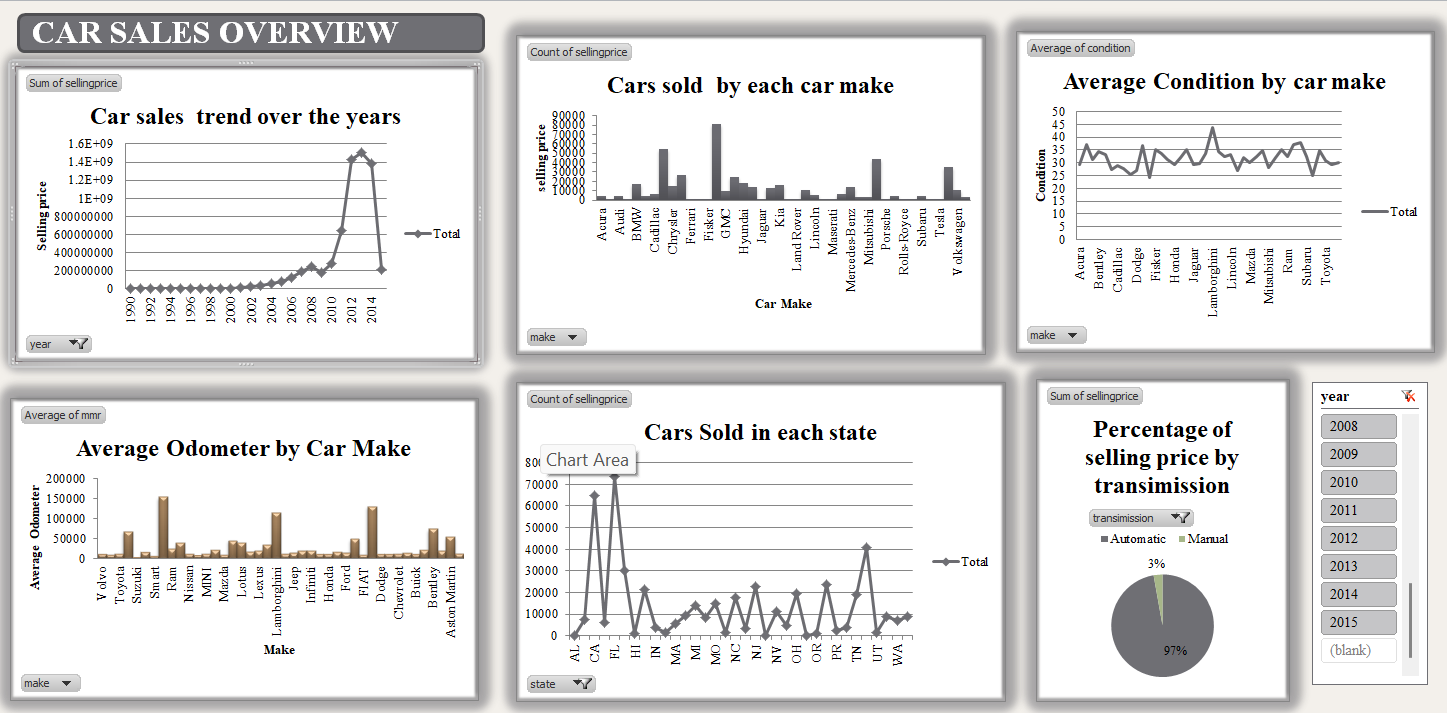 CAR SALES OVERVIEW
Sum of sellingprice
Car sales  trend over the years
Selling price
1.6E+09
1.4E+09
1.2E+09
1E+09
800000000
600000000
400000000
200000000
0
1990
1992
1994
1996
1998
2000
2002
2004
2006
2008
2010
2012
2014
Total
year
Count of sellingprice
Cars sold  by each car make
selling price
90000
80000
70000
60000
50000
40000
30000
20000
10000
0
Acura
Audi
BMW
Cadillac
Chrysler
Ferrari
Fisker
GMC
Hyundai
Jaguar
Kia
Land Rover
Lincoln
Maserati
Mercedes-Benz
Mitsubishi
Porsche
Rolls-Royce
Subaru
Tesla
Volkswagen
Car Make
make
Average of condition
Average Condition by car make
Condition
50
45
40
35
30
25
20
15
10
5
0
Acura
Bentley
Cadillac
Dodge
Fisker
Honda
Jaguar
Lamborghini
Lincoln
Mazda
Mitsubishi
Ram
Subaru
Toyota
Total
make
Average of mmr
Average Odometer by Car Make
Average  Odometer
200000
150000
100000
50000
0
Volvo
Toyota
Suzuki
Smart
Ram
Nissan
MINI
Mazda
Lotus
Lexus
Lamborghini
Jeep
Infiniti
Honda
Ford
FIAT
Dodge
Chevrolet
Buick
Bentley
Aston Martin
Make
make
Count of sellingprice
Cars Sold in each state
Chart Area
70000
60000
50000
40000
30000
20000
10000
0
AL
CA
FL
HI
IN
MA
MI
MO
NC
NJ
NV
OH
OR
PR
TN
UT
WA
Total
state
Sum of sellingprice
Percentage of
selling price by
transimission
transimission
Automatic
Manual
3%
97%
year
2008
2009
2010
2011
2012
2013
2014
2015
(blank)